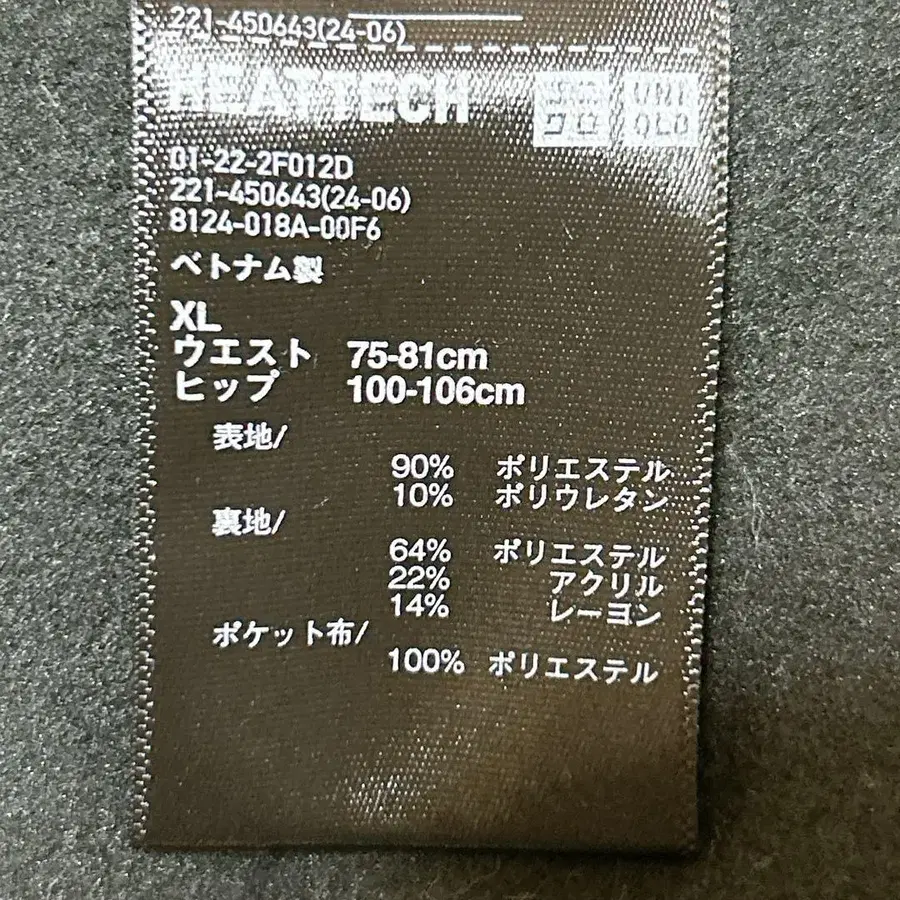 221-450643(24-06)
HEATTECH
UNI
QLO
01-22-2F012D
221-450643(24-06)
8124-018A-00F6
ベトナム製
XL
ウエスト 75-81cm
ヒップ 100-106cm
表地/
90% ポリエステル
10% ポリウレタン
裏地/
64% ポリエステル
22% アクリル
14% レーヨン
ポケット布/
100% ポリエステル